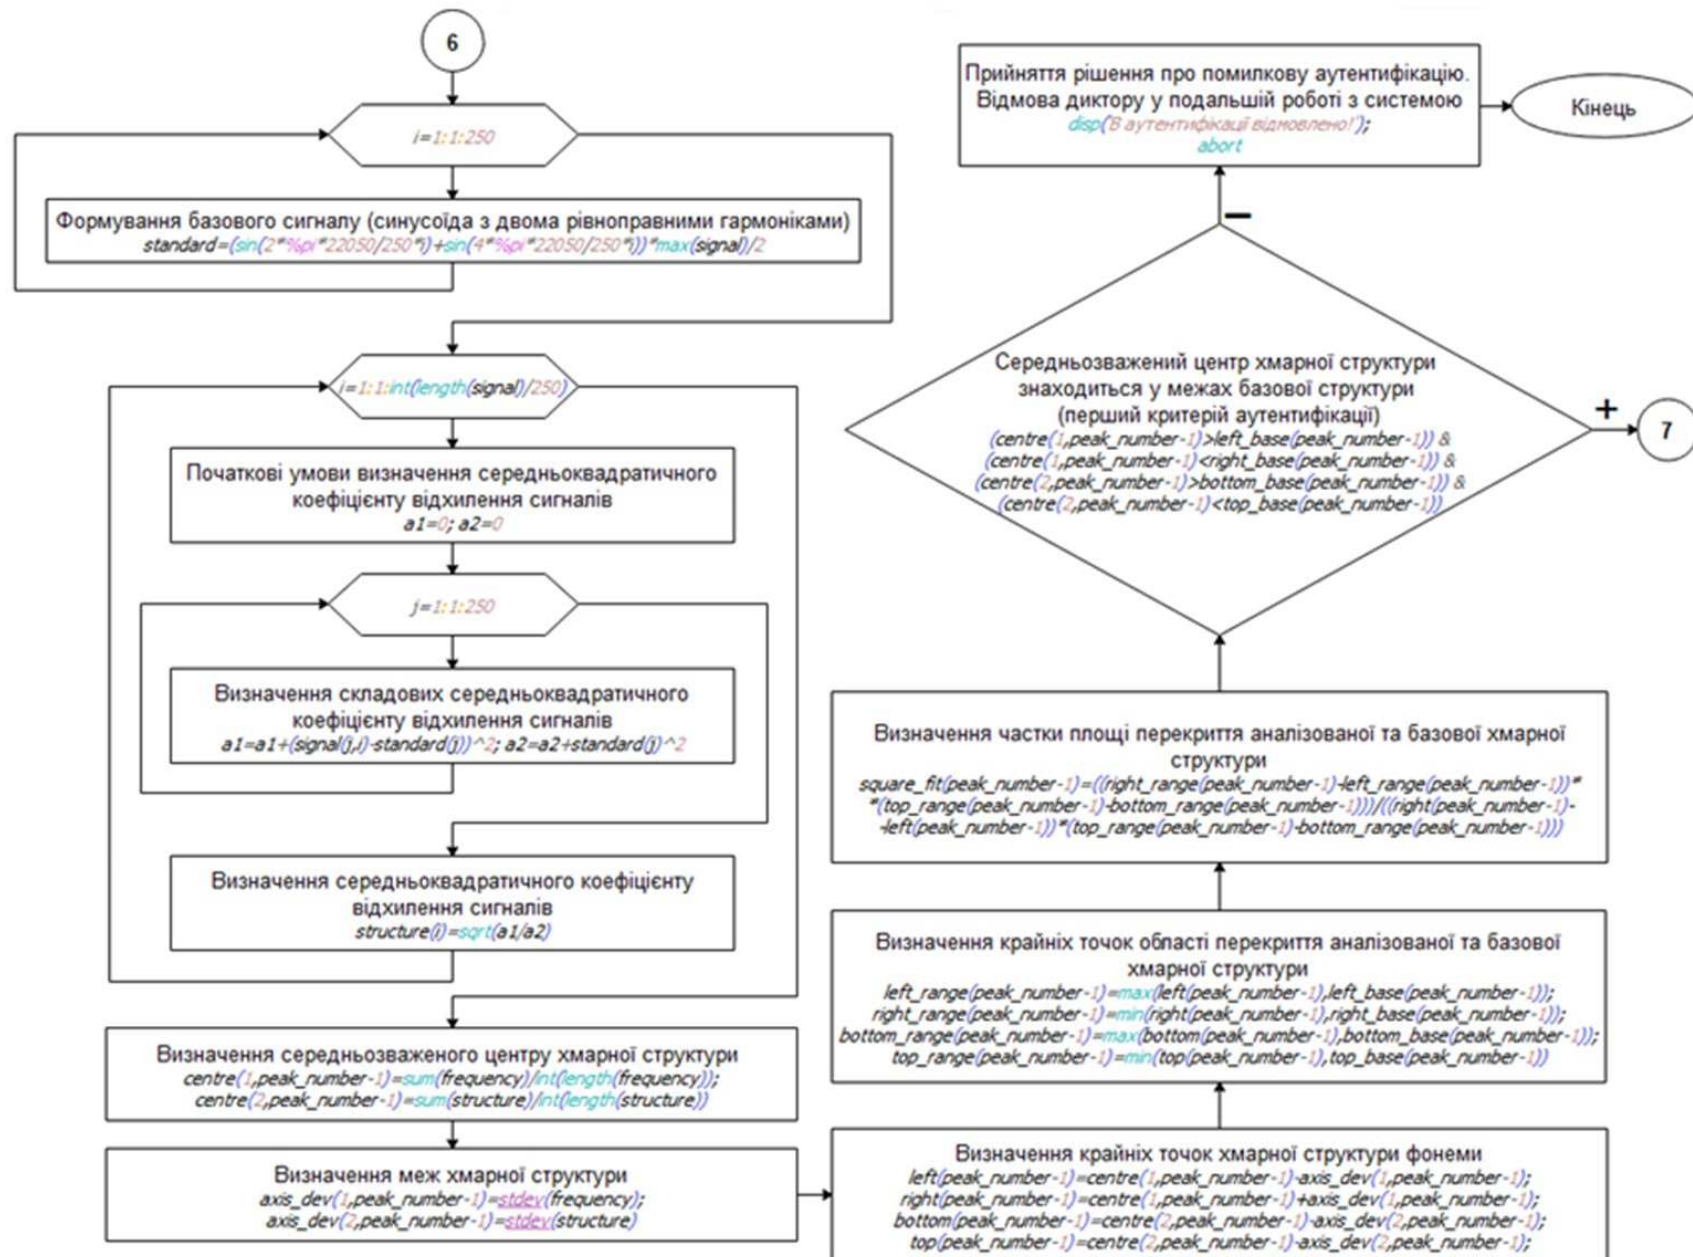 6
i=1:1:250
Формування базового сигналу (синусоїда з двома рівноправними гармоніками)
standard=(sin(2*%pi*22050/250*i)+sin(4*%pi*22050/250*i))*max(signal)/2
i=1:1:int(length(signal)/250)
Початкові умови визначення середньоквадратичного
коефіцієнту відхилення сигналів
a1=0; a2=0
j=1:1:250
Визначення складових середньоквадратичного
коефіцієнту відхилення сигналів
a1=a1+(signal(j,i)-standard(j))^2; a2=a2+standard(j)^2
Визначення середньоквадратичного коефіцієнту
відхилення сигналів
structure(i)=sqrt(a1/a2)
Визначення середньозваженого центру хмарної структури
centre(1,peak_number-1)=sum(frequency)/int(length(frequency));
centre(2,peak_number-1)=sum(structure)/int(length(structure))
Визначення меж хмарної структури
axis_dev(1,peak_number-1)=stdev(frequency);
axis_dev(2,peak_number-1)=stdev(structure)
Визначення крайніх точок хмарної структури фонеми
left(peak_number-1)=centre(1,peak_number-1)-axis_dev(1,peak_number-1);
right(peak_number-1)=centre(1,peak_number-1)+axis_dev(1,peak_number-1);
bottom(peak_number-1)=centre(2,peak_number-1)-axis_dev(2,peak_number-1);
top(peak_number-1)=centre(2,peak_number-1)-axis_dev(2,peak_number-1);
Визначення крайніх точок області перекриття аналізованої та базової
хмарної структури
left_range(peak_number-1)=max(left(peak_number-1),left_base(peak_number-1));
right_range(peak_number-1)=min(right(peak_number-1),right_base(peak_number-1));
bottom_range(peak_number-1)=max(bottom(peak_number-1),bottom_base(peak_number-1));
top_range(peak_number-1)=min(top(peak_number-1),top_base(peak_number-1))
Визначення частки площі перекриття аналізованої та базової хмарної
структури
square_fit(peak_number-1)=((right_range(peak_number-1)-left_range(peak_number-1))*
*(top_range(peak_number-1)-bottom_range(peak_number-1)))/((right(peak_number-1)-
-left(peak_number-1))*(top_range(peak_number-1)-bottom_range(peak_number-1)))
Середньозважений центр хмарної структури
знаходиться у межах базової структури
(перший критерій аутентифікації)
(centre(1,peak_number-1)>left_base(peak_number-1)) &
(centre(1,peak_number-1)<right_base(peak_number-1)) &
(centre(2,peak_number-1)>bottom_base(peak_number-1)) &
(centre(2,peak_number-1)<top_base(peak_number-1))
+
7
−
Прийняття рішення про помилкову аутентифікацію.
Відмова диктору у подальшій роботі з системою
disp('В аутентифікації відмовлено!');
abort
Кінець